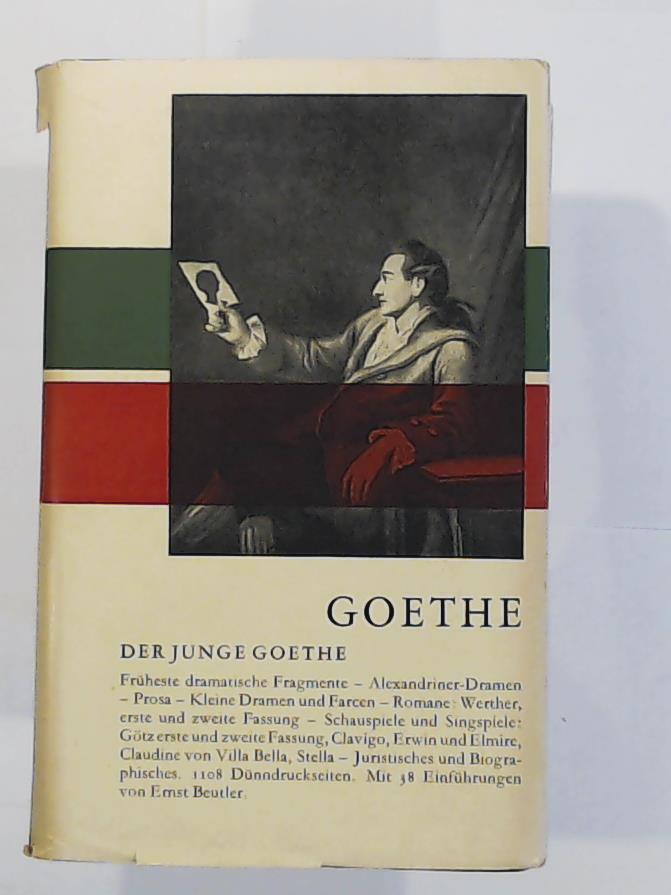 GOETHE
DER JUNGE GOETHE
Früheste dramatische Fragmente – Alexandriner-Dramen
– Prosa – Kleine Dramen und Farcen – Romane: Werther,
erste und zweite Fassung – Schauspiele und Singspiele:
Götz erste und zweite Fassung, Clavigo, Erwin und Elmire,
Claudine von Villa Bella, Stella – Juristisches und Biogra-
phisches. 1108 Dünndruckseiten. Mit 38 Einführungen
von Ernst Beutler.